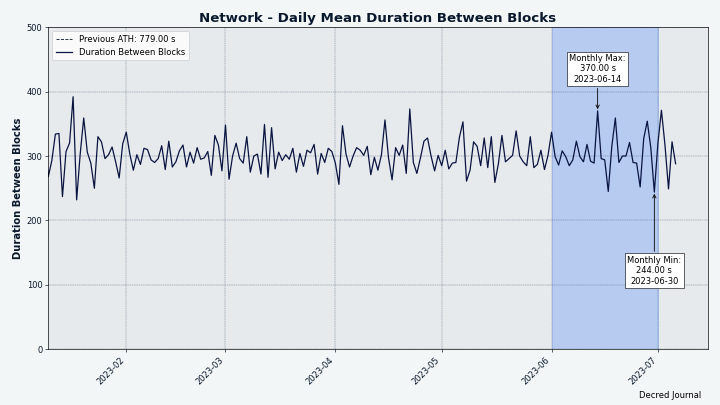 Network - Daily Mean Duration Between Blocks
Previous ATH: 779.00 s
Duration Between Blocks
Duration Between Blocks
500
400
300
200
100
0
Monthly Max:
370.00 s
2023-06-14
Monthly Min:
244.00 s
2023-06-30
2023-02
2023-03
2023-04
2023-05
2023-06
2023-07
Decred Journal